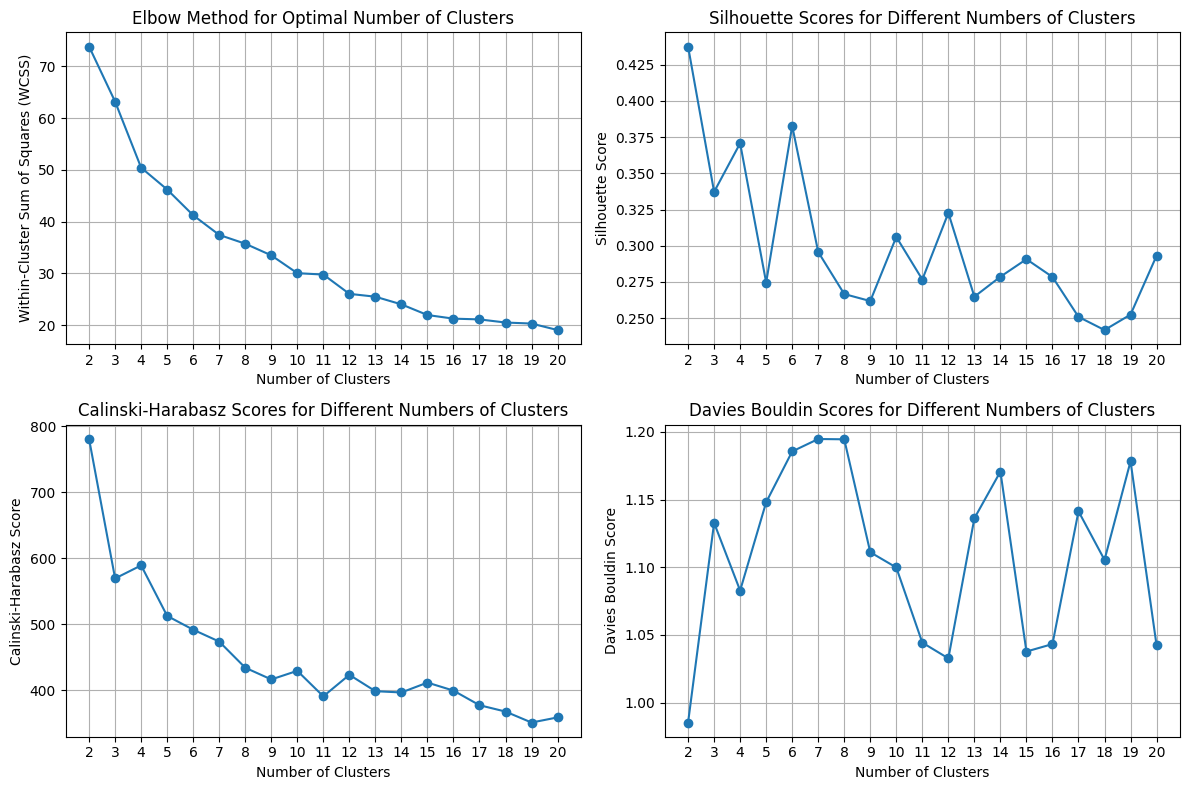 Elbow Method for Optimal Number of Clusters
Within-Cluster Sum of Squares (WCSS)
70
60
50
40
30
20
2 3 4 5 6 7 8 9 10 11 12 13 14 15 16 17 18 19 20
Number of Clusters
Silhouette Scores for Different Numbers of Clusters
Silhouette Score
0.425
0.400
0.375
0.350
0.325
0.300
0.275
0.250
2 3 4 5 6 7 8 9 10 11 12 13 14 15 16 17 18 19 20
Number of Clusters
Calinski-Harabasz Scores for Different Numbers of Clusters
Calinski-Harabasz Score
800
700
600
500
400
2 3 4 5 6 7 8 9 10 11 12 13 14 15 16 17 18 19 20
Number of Clusters
Davies Bouldin Scores for Different Numbers of Clusters
Davies Bouldin Score
1.20
1.15
1.10
1.05
1.00
2 3 4 5 6 7 8 9 10 11 12 13 14 15 16 17 18 19 20
Number of Clusters